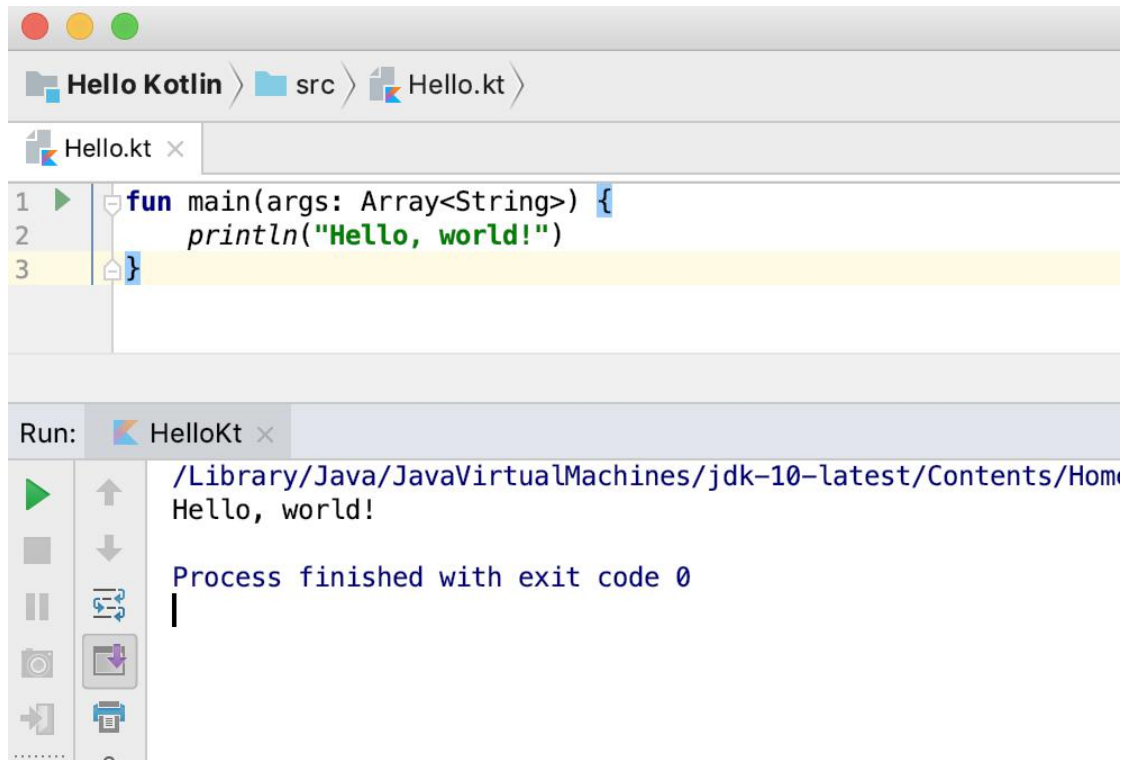 Hello Kotlin src Hello.kt
Hello.kt
1 fun main(args: Array<String>) {
2     println("Hello, world!")
3 }
Run: HelloKt
/Library/Java/JavaVirtualMachines/jdk-10-latest/Contents/Home
Hello, world!
Process finished with exit code 0